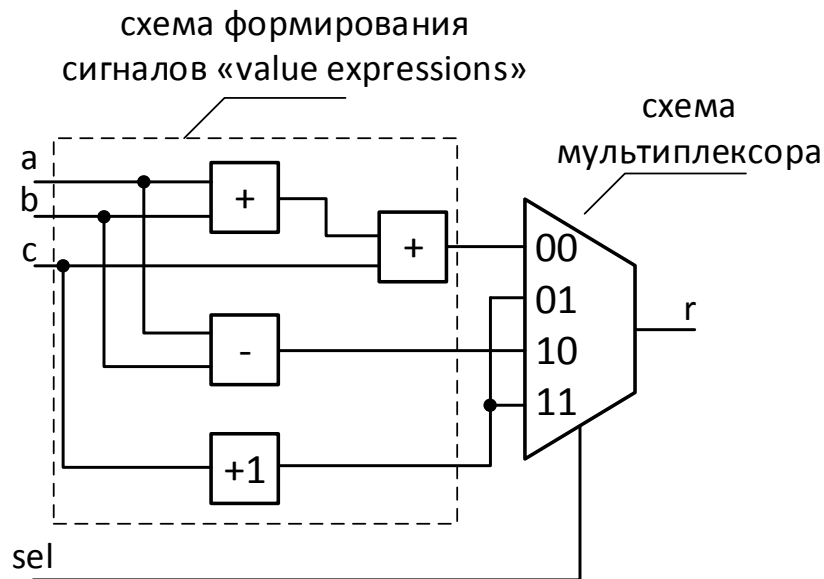 схема формирования
сигналов «value expressions»
схема
мультиплексора
a
b
c
+
+
-
+1
00
01
10
11
r
sel